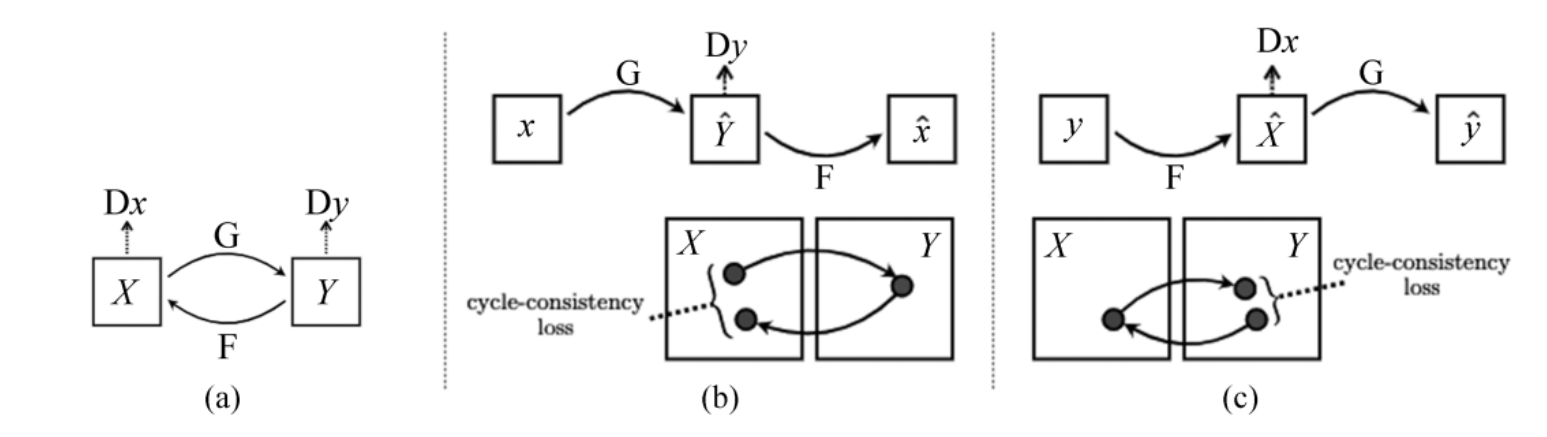 Dx
Dy
G
X
Y
F
(a)
Dy
G
x
Ŷ
x̂
F
X
Y
cycle-consistency
loss
(b)
Dx
G
y
X̂
ŷ
F
X
Y
cycle-consistency
loss
(c)